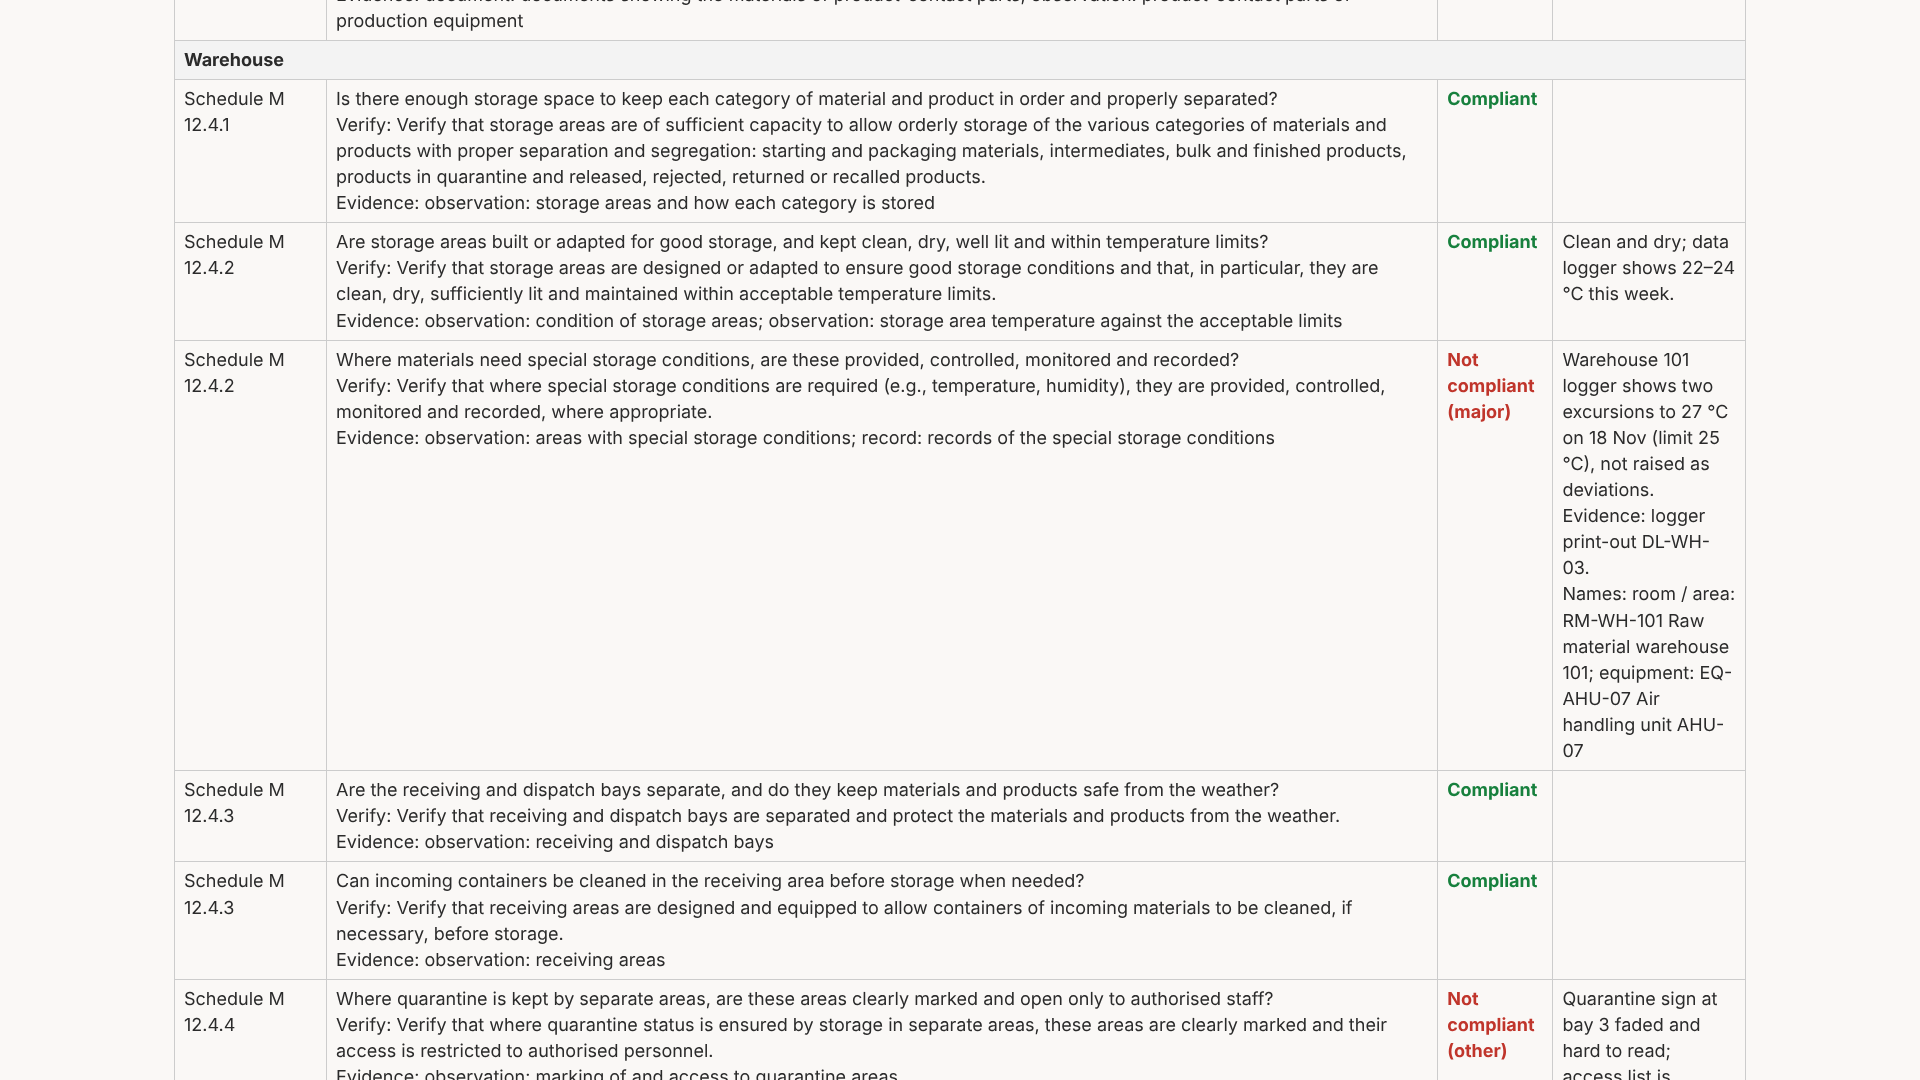 production equipment
Warehouse
Schedule M
12.4.1
Is there enough storage space to keep each category of material and product in order and properly separated?
Verify: Verify that storage areas are of sufficient capacity to allow orderly storage of the various categories of materials and
products with proper separation and segregation: starting and packaging materials, intermediates, bulk and finished products,
products in quarantine and released, rejected, returned or recalled products.
Evidence: observation: storage areas and how each category is stored
Compliant
Schedule M
12.4.2
Are storage areas built or adapted for good storage, and kept clean, dry, well lit and within temperature limits?
Verify: Verify that storage areas are designed or adapted to ensure good storage conditions and that, in particular, they are
clean, dry, sufficiently lit and maintained within acceptable temperature limits.
Evidence: observation: condition of storage areas; observation: storage area temperature against the acceptable limits
Compliant
Clean and dry; data
logger shows 22–24
°C this week.
Schedule M
12.4.2
Where materials need special storage conditions, are these provided, controlled, monitored and recorded?
Verify: Verify that where special storage conditions are required (e.g., temperature, humidity), they are provided, controlled,
monitored and recorded, where appropriate.
Evidence: observation: areas with special storage conditions; record: records of the special storage conditions
Not
compliant
(major)
Warehouse 101
logger shows two
excursions to 27 °C
on 18 Nov (limit 25
°C), not raised as
deviations.
Evidence: logger
print-out DL-WH-
03.
Names: room / area:
RM-WH-101 Raw
material warehouse
101; equipment: EQ-
AHU-07 Air
handling unit AHU-
07
Schedule M
12.4.3
Are the receiving and dispatch bays separate, and do they keep materials and products safe from the weather?
Verify: Verify that receiving and dispatch bays are separated and protect the materials and products from the weather.
Evidence: observation: receiving and dispatch bays
Compliant
Schedule M
12.4.3
Can incoming containers be cleaned in the receiving area before storage when needed?
Verify: Verify that receiving areas are designed and equipped to allow containers of incoming materials to be cleaned, if
necessary, before storage.
Evidence: observation: receiving areas
Compliant
Schedule M
12.4.4
Where quarantine is kept by separate areas, are these areas clearly marked and open only to authorised staff?
Verify: Verify that where quarantine status is ensured by storage in separate areas, these areas are clearly marked and their
access is restricted to authorised personnel.
Evidence: observation: marking of and access to quarantine areas
Not
compliant
(other)
Quarantine sign at
bay 3 faded and
hard to read;
access list is